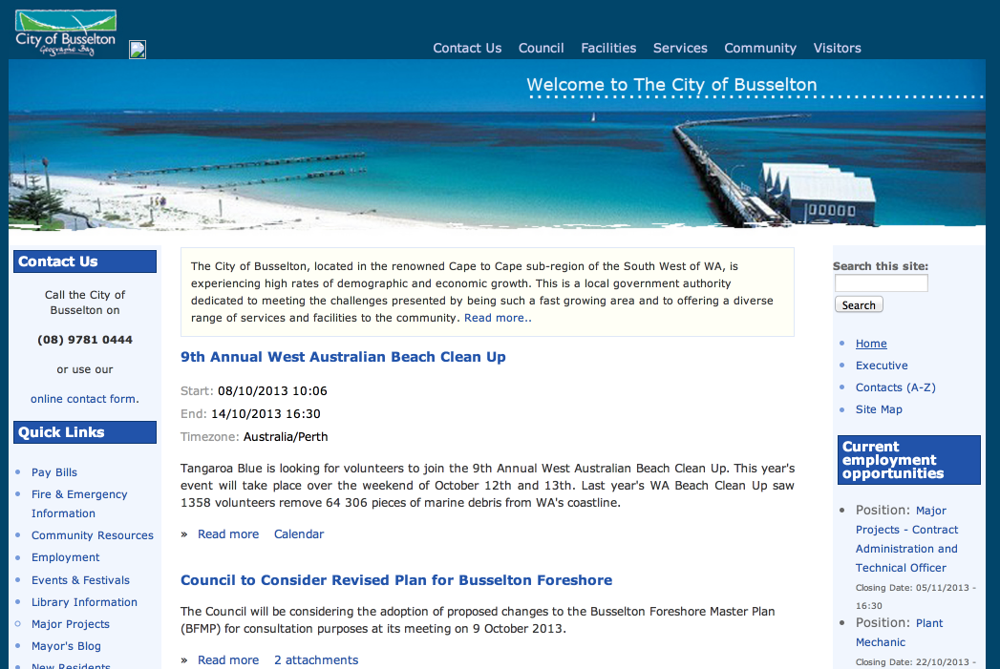 City of Busselton
Geographe Bay
Contact Us Council Facilities Services Community Visitors
Welcome to The City of Busselton
Contact Us
Call the City of
Busselton on
(08) 9781 0444
or use our
online contact form.
Quick Links
Pay Bills
Fire & Emergency
Information
Community Resources
Employment
Events & Festivals
Library Information
Major Projects
Mayor's Blog
New Residents
The City of Busselton, located in the renowned Cape to Cape sub-region of the South West of WA, is
experiencing high rates of demographic and economic growth. This is a local government authority
dedicated to meeting the challenges presented by being such a fast growing area and to offering a diverse
range of services and facilities to the community. Read more..
9th Annual West Australian Beach Clean Up
Start: 08/10/2013 10:06
End: 14/10/2013 16:30
Timezone: Australia/Perth
Tangaroa Blue is looking for volunteers to join the 9th Annual West Australian Beach Clean Up. This year's
event will take place over the weekend of October 12th and 13th. Last year's WA Beach Clean Up saw
1358 volunteers remove 64 306 pieces of marine debris from WA's coastline.
» Read more Calendar
Council to Consider Revised Plan for Busselton Foreshore
The Council will be considering the adoption of proposed changes to the Busselton Foreshore Master Plan
(BFMP) for consultation purposes at its meeting on 9 October 2013.
» Read more 2 attachments
Search this site:
Search
Home
Executive
Contacts (A-Z)
Site Map
Current
employment
opportunities
Position: Major
Projects - Contract
Administration and
Technical Officer
Closing Date: 05/11/2013 -
16:30
Position: Plant
Mechanic
Closing Date: 22/10/2013 -